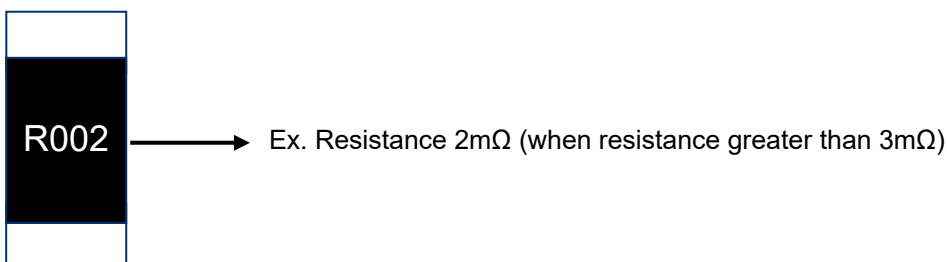 R002
Ex. Resistance 2mΩ (when resistance greater than 3mΩ)